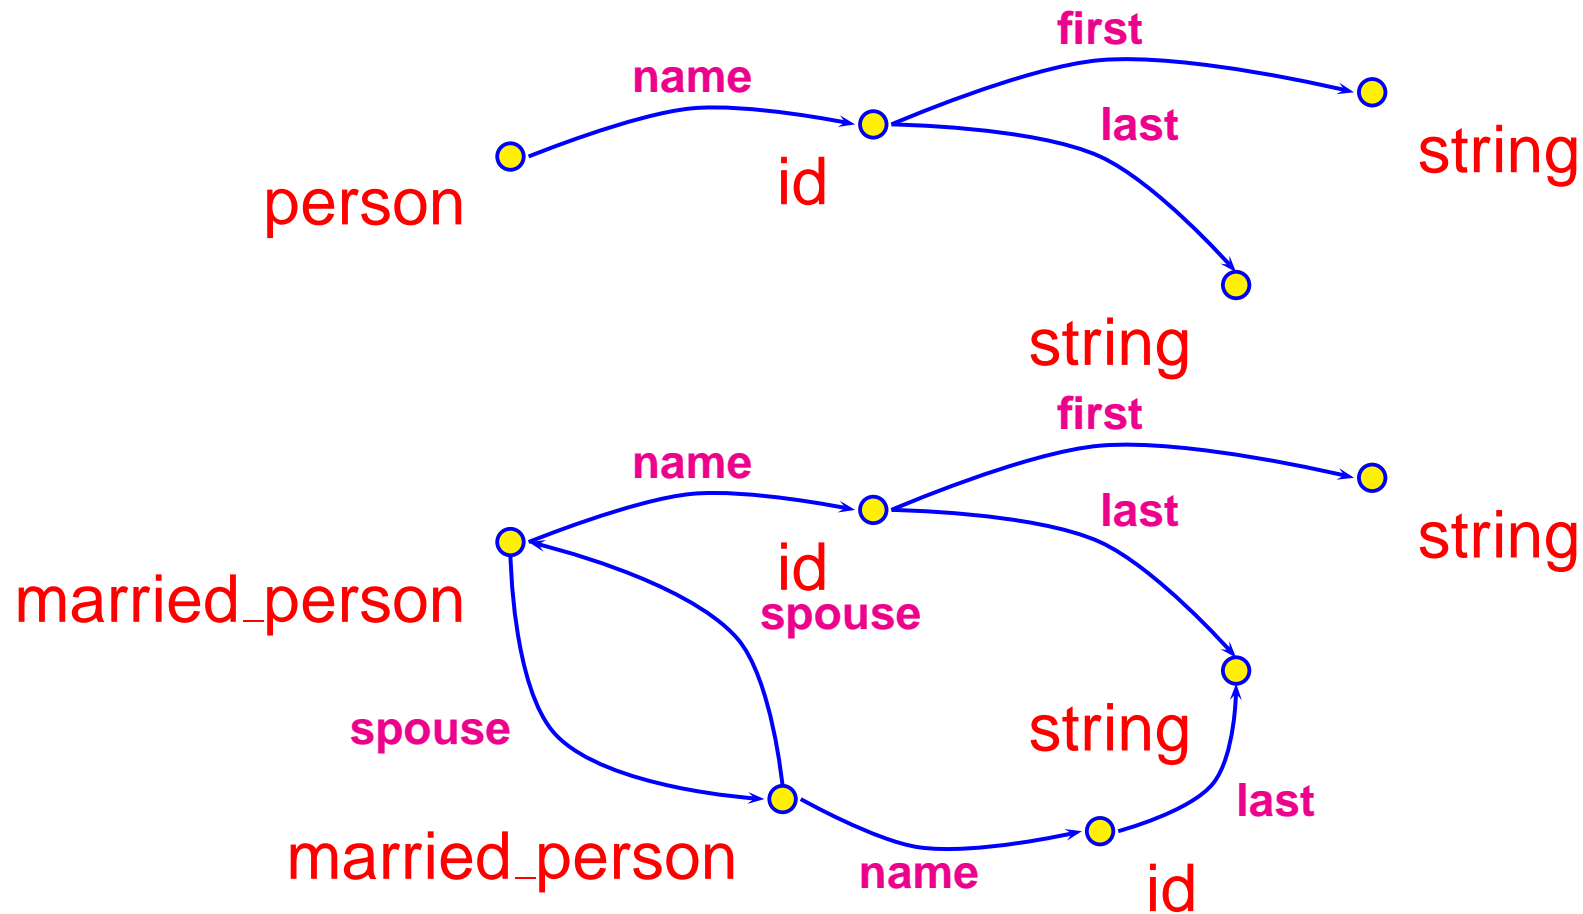 first
name
last
string
id
person
string
first
name
last
string
id
married_person
spouse
spouse
string
last
married_person
name
id